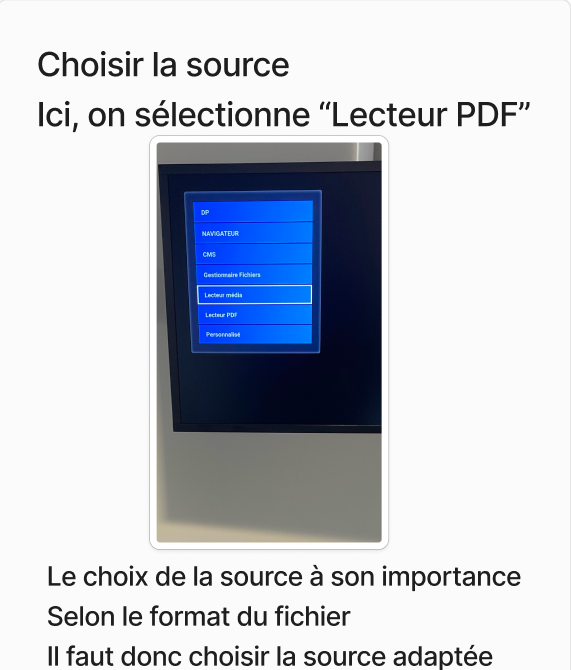 Choisir la source
Ici, on sélectionne “Lecteur PDF”
DP
NAVIGATEUR
CMS
Gestionnaire Fichiers
Lecteur média
Lecteur PDF
Personnalisé
Le choix de la source à son importance
Selon le format du fichier
Il faut donc choisir la source adaptée